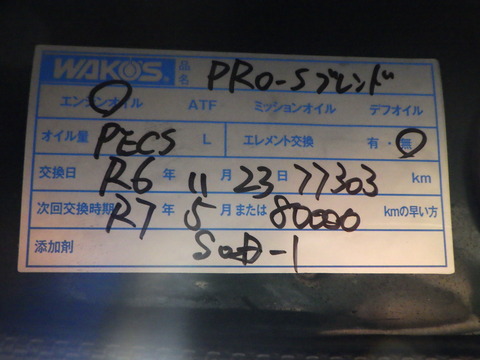 WAKO'S 品名 PRO-Sブレンド
エンジンオイル ATF ミッションオイル デフオイル
オイル量 PECS L エレメント交換 有・無
交換日 R6 年 11 月 23 日 77303 km
次回交換時期 R7 年 5 月または 80000 kmの早い方
添加剤 SOD-1